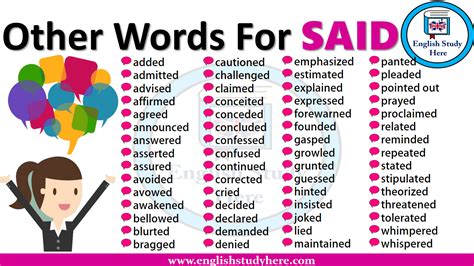 Other Words For SAID
English Study
Here
added
admitted
advised
affirmed
agreed
announced
answered
asserted
assured
avoided
avowed
awakened
bellowed
blurted
bragged
cautioned
challenged
claimed
conceited
conceded
concluded
confessed
confused
continued
corrected
cried
decided
declared
demanded
denied
emphasized
estimated
explained
expressed
forewarned
founded
gasped
growled
grunted
guessed
hinted
insisted
joked
lied
maintained
panted
pleaded
pointed out
prayed
proclaimed
related
reminded
repeated
stated
stipulated
theorized
threatened
tolerated
whimpered
whispered
www.englishstudyhere.com